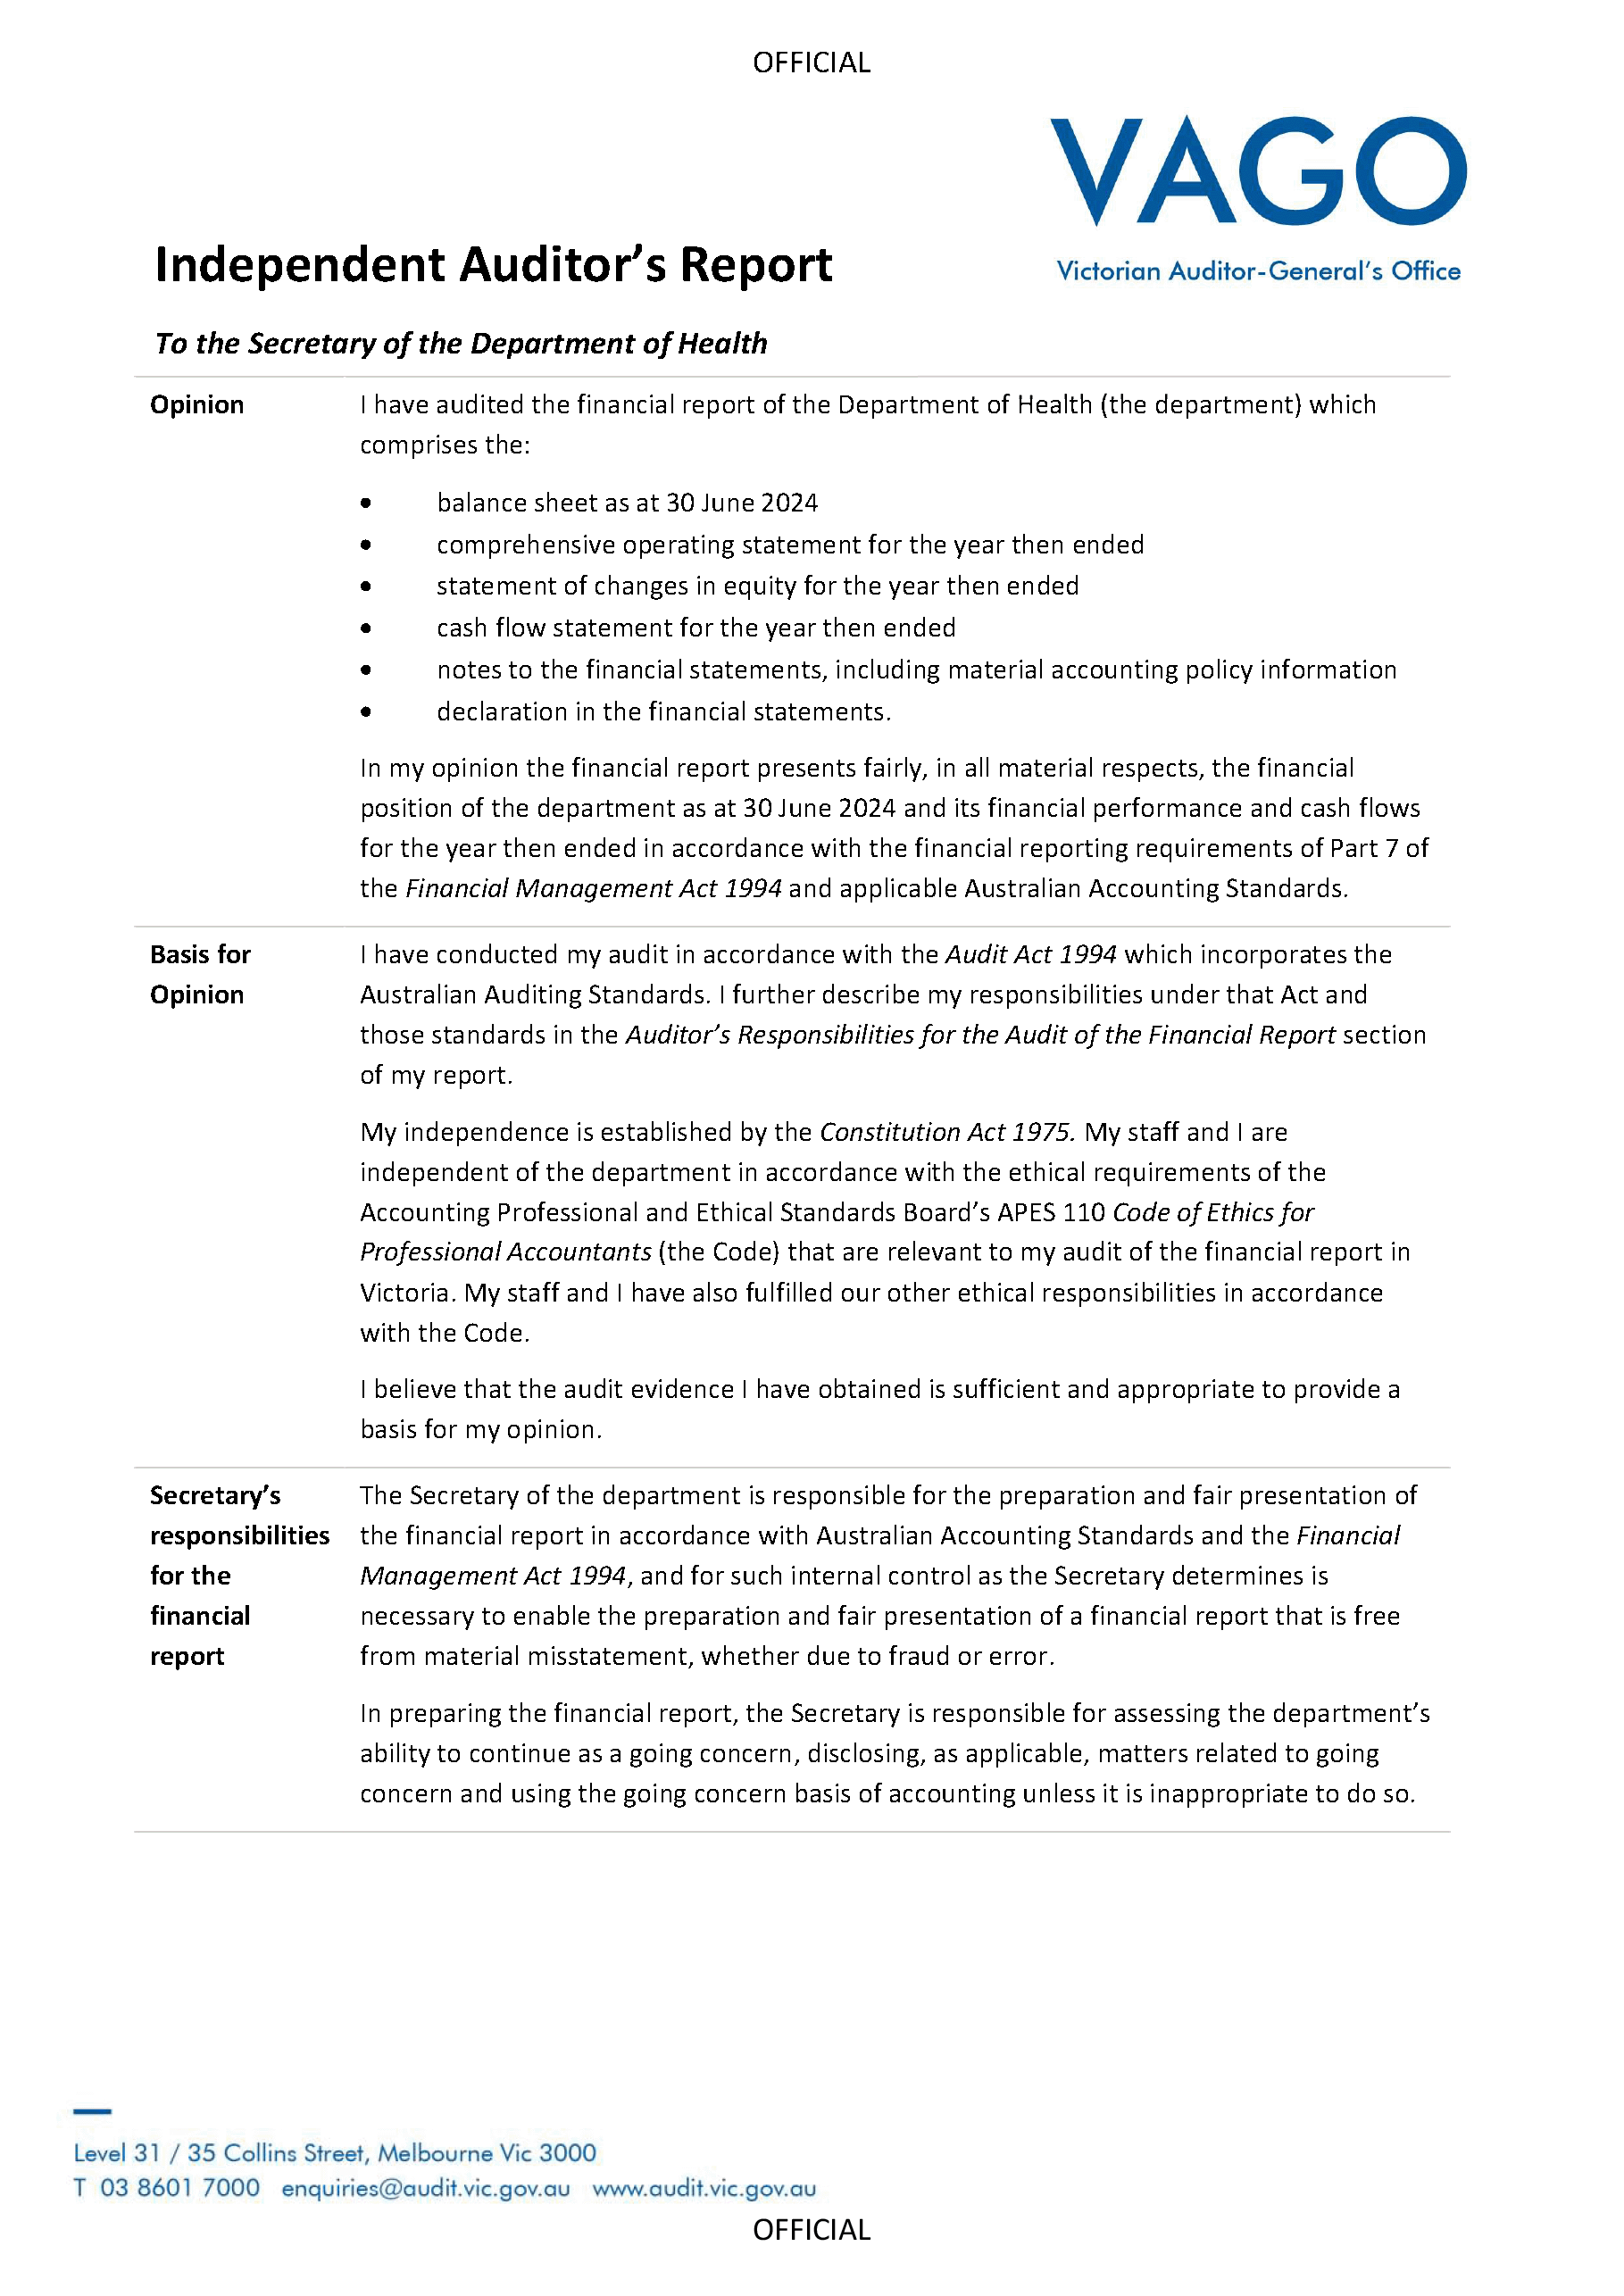 OFFICIAL
VAGO
Victorian Auditor-General's Office
Independent Auditor’s Report
To the Secretary of the Department of Health
Opinion
I have audited the financial report of the Department of Health (the department) which
comprises the:
• balance sheet as at 30 June 2024
• comprehensive operating statement for the year then ended
• statement of changes in equity for the year then ended
• cash flow statement for the year then ended
• notes to the financial statements, including material accounting policy information
• declaration in the financial statements.
In my opinion the financial report presents fairly, in all material respects, the financial
position of the department as at 30 June 2024 and its financial performance and cash flows
for the year then ended in accordance with the financial reporting requirements of Part 7 of
the Financial Management Act 1994 and applicable Australian Accounting Standards.
Basis for
Opinion
I have conducted my audit in accordance with the Audit Act 1994 which incorporates the
Australian Auditing Standards. I further describe my responsibilities under that Act and
those standards in the Auditor’s Responsibilities for the Audit of the Financial Report section
of my report.
My independence is established by the Constitution Act 1975. My staff and I are
independent of the department in accordance with the ethical requirements of the
Accounting Professional and Ethical Standards Board’s APES 110 Code of Ethics for
Professional Accountants (the Code) that are relevant to my audit of the financial report in
Victoria. My staff and I have also fulfilled our other ethical responsibilities in accordance
with the Code.
I believe that the audit evidence I have obtained is sufficient and appropriate to provide a
basis for my opinion.
Secretary’s
responsibilities
for the
financial
report
The Secretary of the department is responsible for the preparation and fair presentation of
the financial report in accordance with Australian Accounting Standards and the Financial
Management Act 1994, and for such internal control as the Secretary determines is
necessary to enable the preparation and fair presentation of a financial report that is free
from material misstatement, whether due to fraud or error.
In preparing the financial report, the Secretary is responsible for assessing the department’s
ability to continue as a going concern, disclosing, as applicable, matters related to going
concern and using the going concern basis of accounting unless it is inappropriate to do so.
Level 31 / 35 Collins Street, Melbourne Vic 3000
T 03 8601 7000 enquiries@audit.vic.gov.au www.audit.vic.gov.au
OFFICIAL